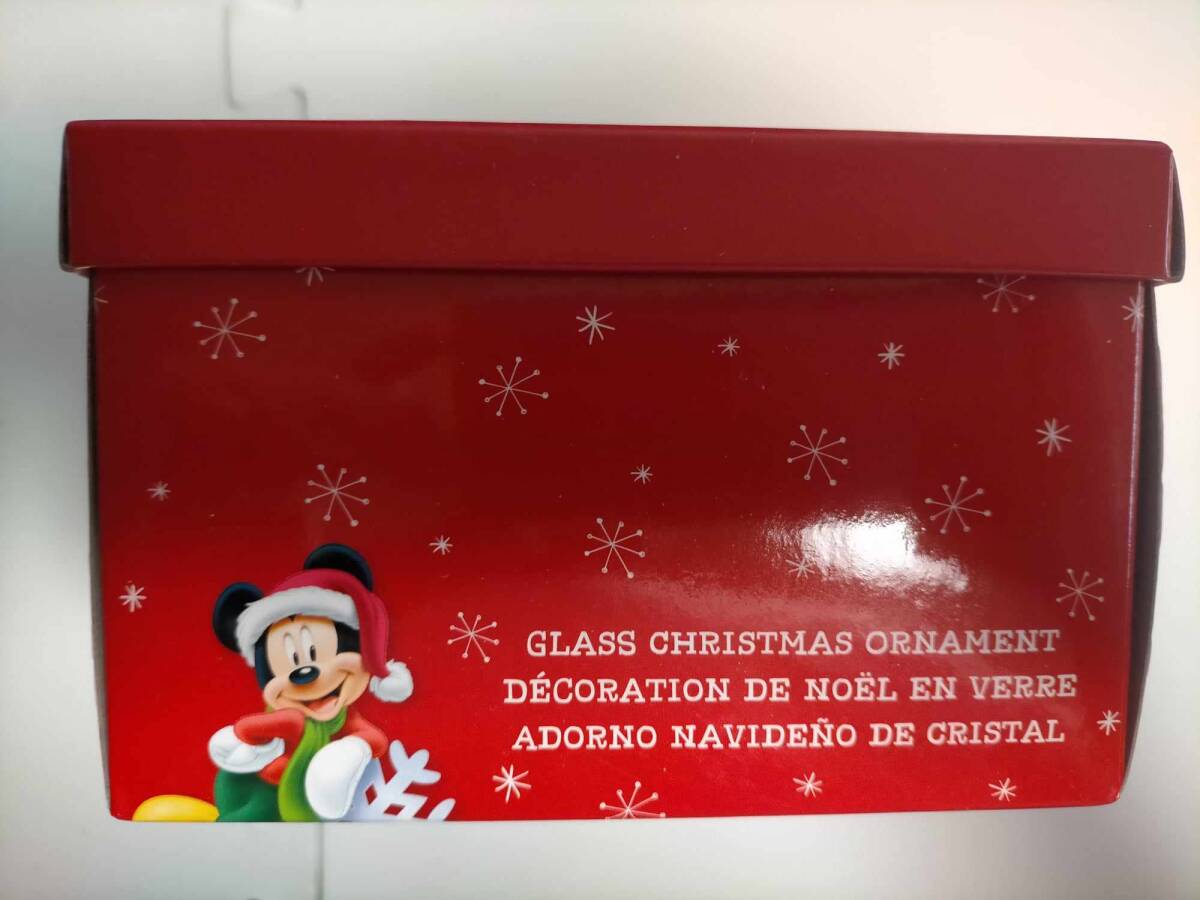 GLASS CHRISTMAS ORNAMENT
DÉCORATION DE NOËL EN VERRE
ADORNO NAVIDEÑO DE CRISTAL